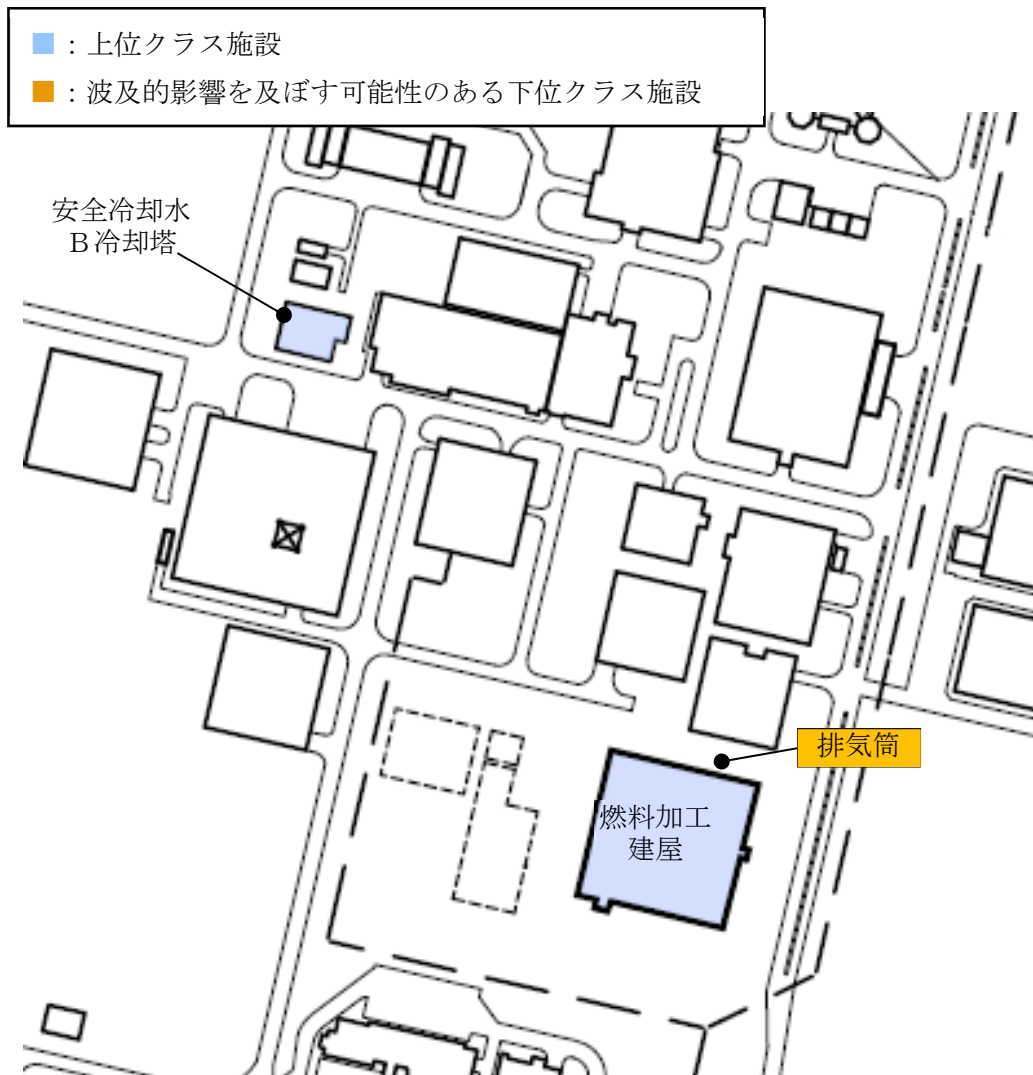 ：上位クラス施設
：波及的影響を及ぼす可能性のある下位クラス施設
安全冷却水
Ｂ冷却塔
排気筒
燃料加工
建屋